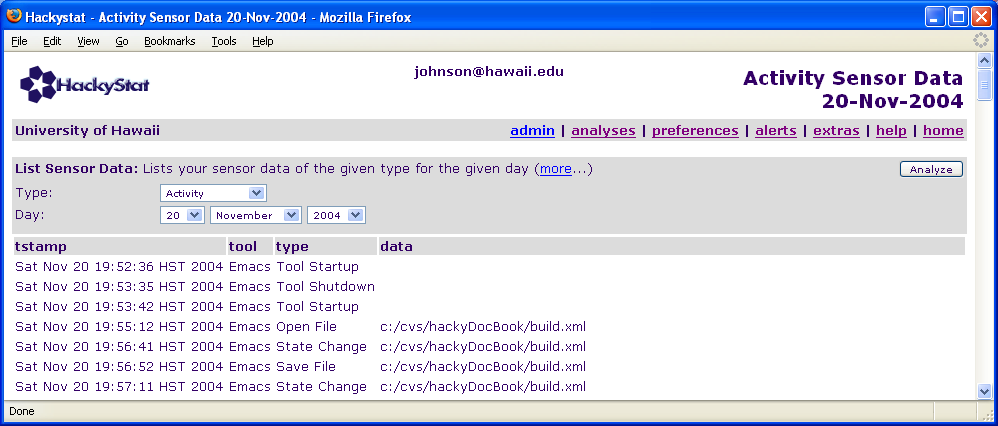 Hackystat - Activity Sensor Data 20-Nov-2004 - Mozilla Firefox
File Edit View Go Bookmarks Tools Help
HackyStat
johnson@hawaii.edu
Activity Sensor Data
20-Nov-2004
University of Hawaii
admin | analyses | preferences | alerts | extras | help | home
List Sensor Data: Lists your sensor data of the given type for the given day (more...)
Analyze
Type: Activity
Day: 20 November 2004
tstamp tool type data
Sat Nov 20 19:52:36 HST 2004 Emacs Tool Startup
Sat Nov 20 19:53:35 HST 2004 Emacs Tool Shutdown
Sat Nov 20 19:53:42 HST 2004 Emacs Tool Startup
Sat Nov 20 19:55:12 HST 2004 Emacs Open File c:/cvs/hackyDocBook/build.xml
Sat Nov 20 19:56:41 HST 2004 Emacs State Change c:/cvs/hackyDocBook/build.xml
Sat Nov 20 19:56:52 HST 2004 Emacs Save File c:/cvs/hackyDocBook/build.xml
Sat Nov 20 19:57:11 HST 2004 Emacs State Change c:/cvs/hackyDocBook/build.xml
Done